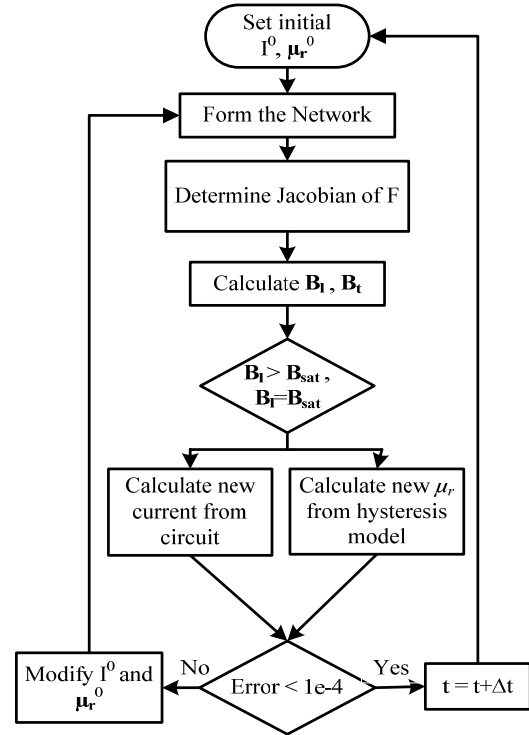 Set initial
I⁰, μᵣ⁰
Form the Network
Determine Jacobian of F
Calculate Bₗ , Bₜ
Bₗ > Bₛₐₜ ,
Bₗ=Bₛₐₜ
Calculate new
current from
circuit
Calculate new μᵣ
from hysteresis
model
Modify I⁰ and
μᵣ⁰
No
Error < 1e-4
Yes
t = t+Δt